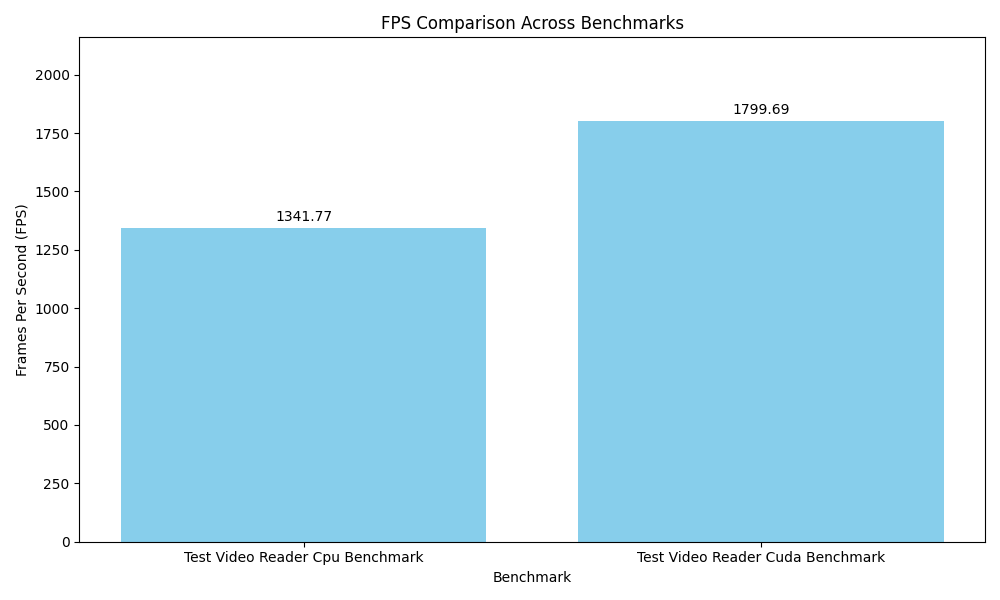 FPS Comparison Across Benchmarks
2000
1750
1500
1250
1000
750
500
250
0
Frames Per Second (FPS)
1341.77
1799.69
Test Video Reader Cpu Benchmark
Test Video Reader Cuda Benchmark
Benchmark